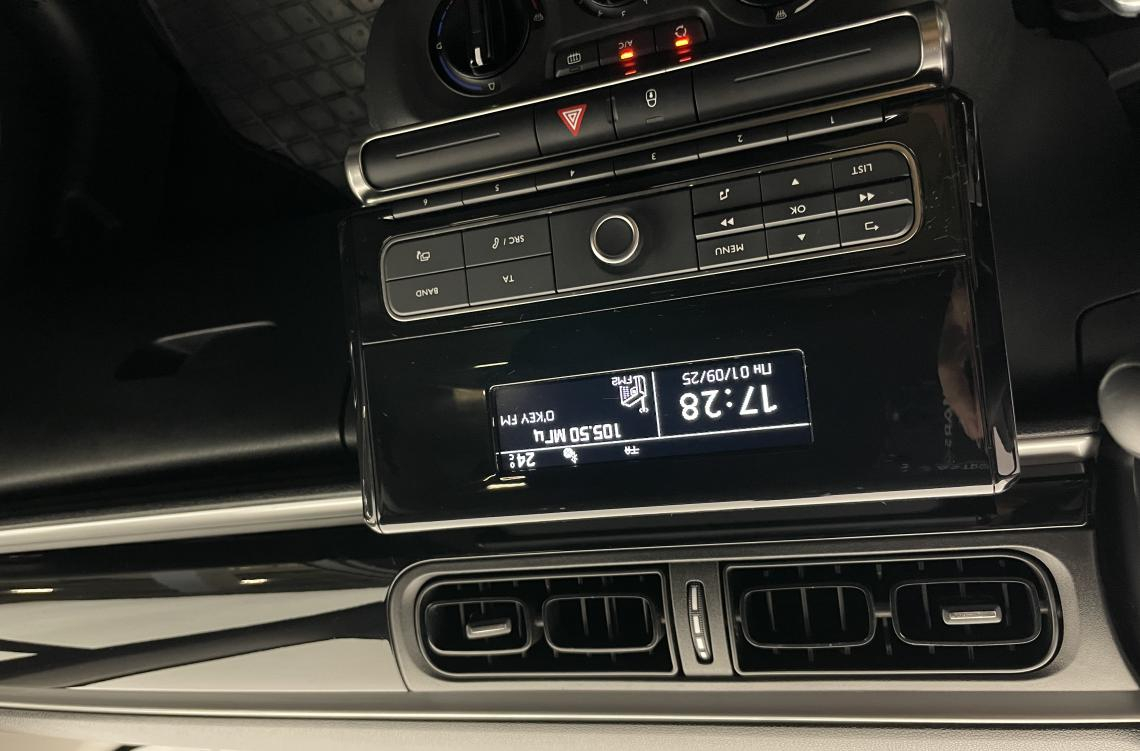 TA 24°C
17:28
Пн 01/09/25
105.50 МГц
O'KEY FM
FM2
MENU
OK
LIST
TA
BAND
SRC /
1 2 3 4 5 6
A/C